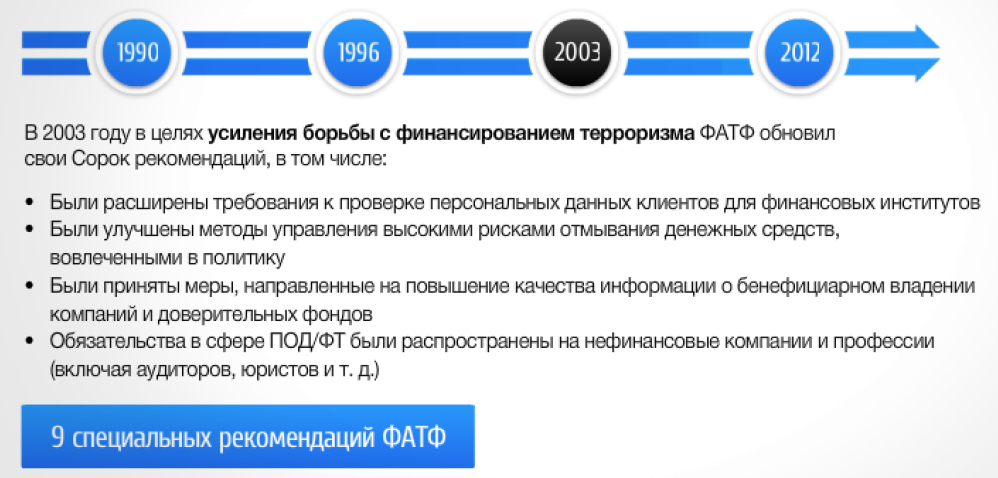 1990 1996 2003 2012
В 2003 году в целях усиления борьбы с финансированием терроризма ФАТФ обновил
свои Сорок рекомендаций, в том числе:
• Были расширены требования к проверке персональных данных клиентов для финансовых институтов
• Были улучшены методы управления высокими рисками отмывания денежных средств,
вовлеченными в политику
• Были приняты меры, направленные на повышение качества информации о бенефициарном владении
компаний и доверительных фондов
• Обязательства в сфере ПОД/ФТ были распространены на нефинансовые компании и профессии
(включая аудиторов, юристов и т. д.)
9 специальных рекомендаций ФАТФ